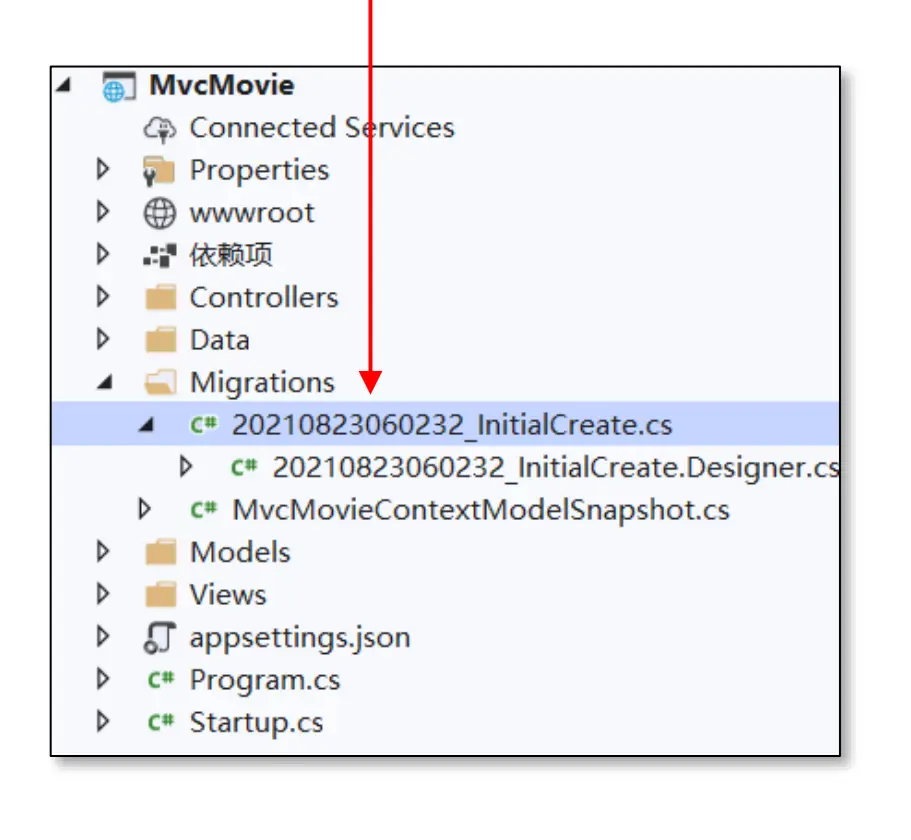 MvcMovie
Connected Services
Properties
wwwroot
依赖项
Controllers
Data
Migrations
C# 20210823060232_InitialCreate.cs
C# 20210823060232_InitialCreate.Designer.cs
C# MvcMovieContextModelSnapshot.cs
Models
Views
appsettings.json
C# Program.cs
C# Startup.cs